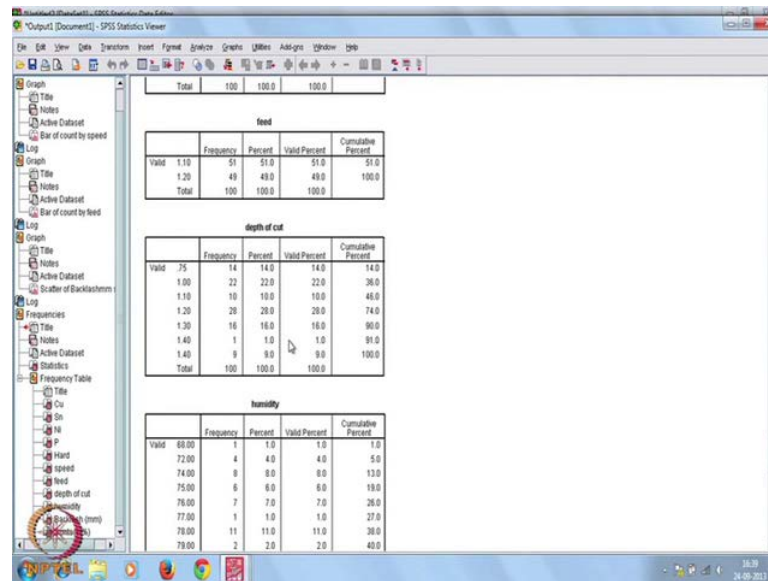 *Output1 [Document1] - SPSS Statistics Viewer
File Edit View Data Transform Insert Format Analyze Graphs Utilities Add-ons Window Help
Graph
Title
Notes
Active Dataset
Bar of count by speed
Log
Graph
Title
Notes
Active Dataset
Bar of count by feed
Log
Graph
Title
Notes
Active Dataset
Scatter of Backlashmm
Log
Frequencies
Title
Notes
Active Dataset
Statistics
Frequency Table
Title
Cu
Sn
Ni
P
Hard
speed
feed
depth of cut
humidity
Backlash (mm)
Total 100 100.0 100.0
feed
Frequency Percent Valid Percent Cumulative Percent
Valid 1.10 51 51.0 51.0 51.0
1.20 49 49.0 49.0 100.0
Total 100 100.0 100.0
depth of cut
Frequency Percent Valid Percent Cumulative Percent
Valid .75 14 14.0 14.0 14.0
1.00 22 22.0 22.0 36.0
1.10 10 10.0 10.0 46.0
1.20 28 28.0 28.0 74.0
1.30 16 16.0 16.0 90.0
1.40 1 1.0 1.0 91.0
1.40 9 9.0 9.0 100.0
Total 100 100.0 100.0
humidity
Frequency Percent Valid Percent Cumulative Percent
Valid 68.00 1 1.0 1.0 1.0
72.00 4 4.0 4.0 5.0
74.00 8 8.0 8.0 13.0
75.00 6 6.0 6.0 19.0
76.00 7 7.0 7.0 26.0
77.00 1 1.0 1.0 27.0
78.00 11 11.0 11.0 38.0
79.00 2 2.0 2.0 40.0
NPTEL
16:39
24-09-2013